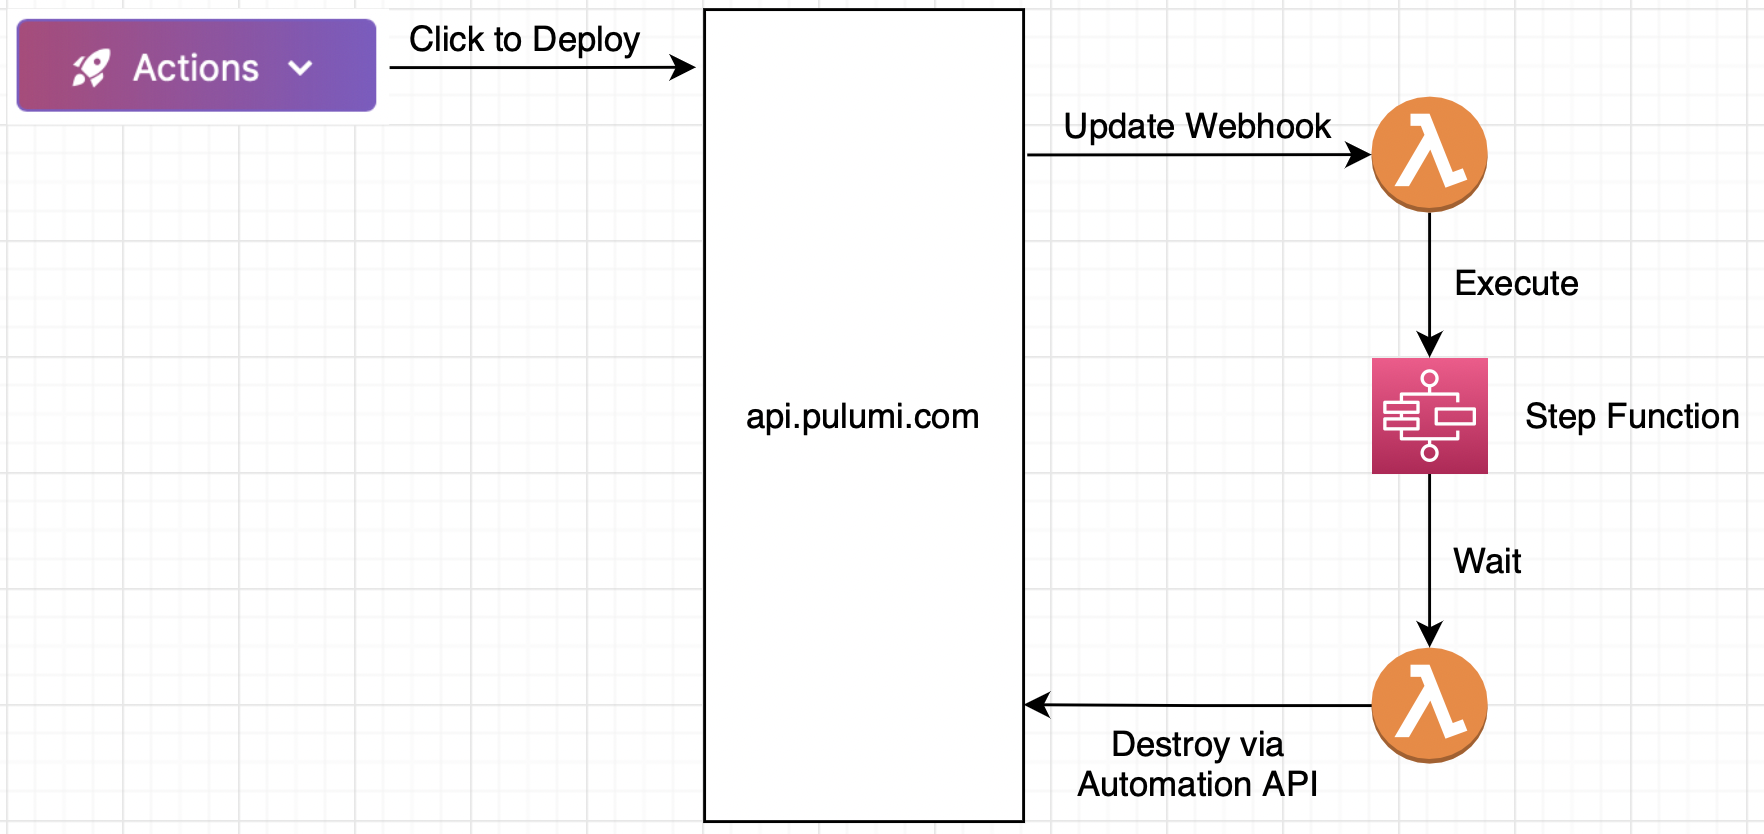 Actions
Click to Deploy
Update Webhook
Execute
api.pulumi.com
Step Function
Wait
Destroy via
Automation API